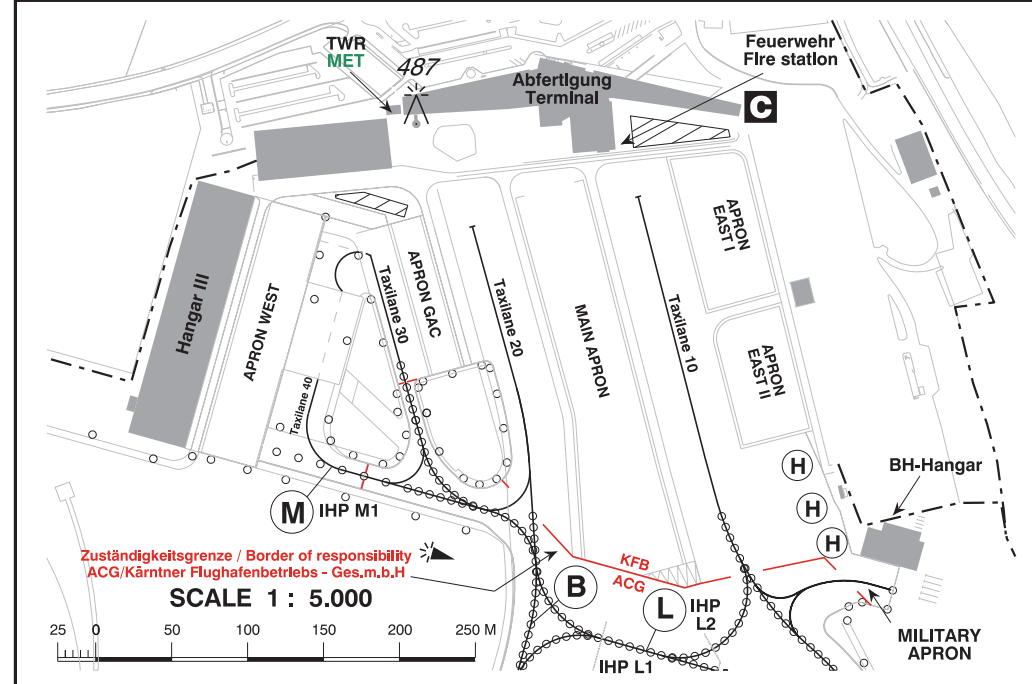 TWR
MET
487
Feuerwehr
Fire station
Abfertigung
Terminal
C
Hangar III
APRON WEST
Taxilane 40
Taxilane 30
APRON GAC
Taxilane 20
MAIN APRON
Taxilane 10
APRON
EAST I
APRON
EAST II
H
H
H
BH-Hangar
M
IHP M1
Zuständigkeitsgrenze / Border of responsibility
ACG/Kärntner Flughafenbetriebs - Ges.m.b.H
KFB
ACG
B
L
IHP
L2
IHP L1
MILITARY
APRON
SCALE 1 : 5.000
25 0 50 100 150 200 250 M